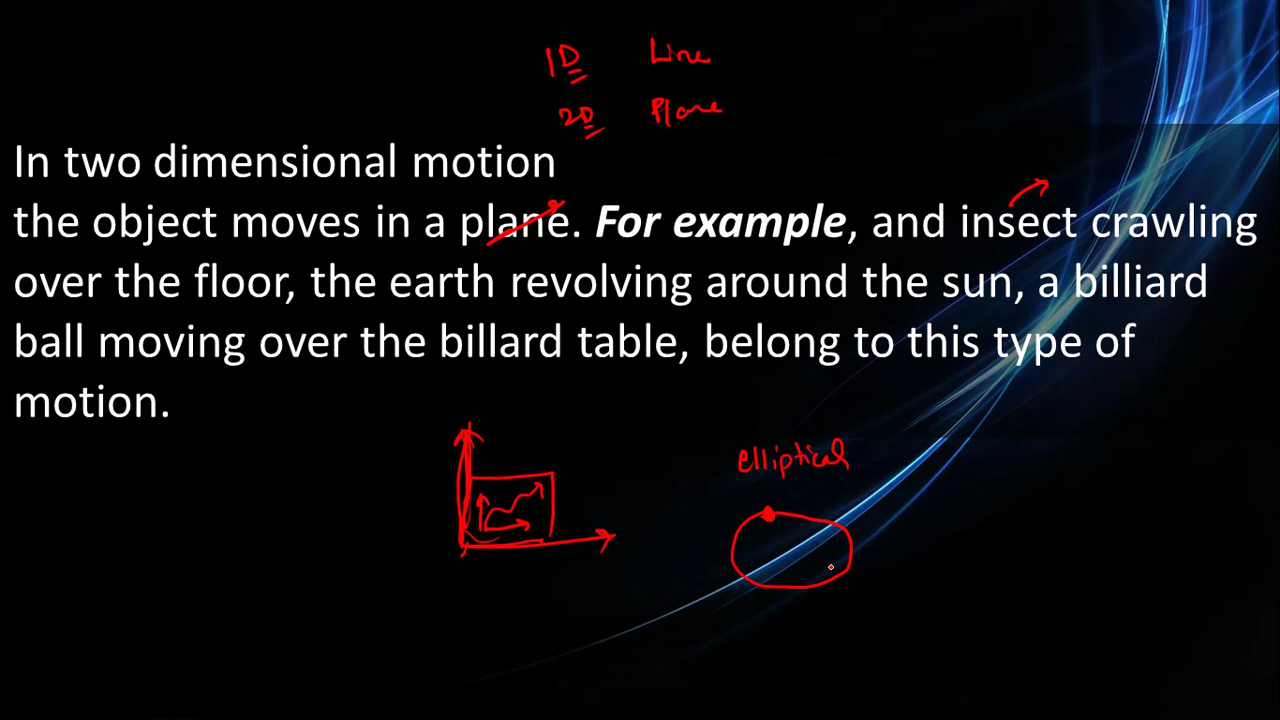 1D Line
2D Plane
In two dimensional motion
the object moves in a plane. For example, and insect crawling
over the floor, the earth revolving around the sun, a billiard
ball moving over the billard table, belong to this type of
motion.
elliptical